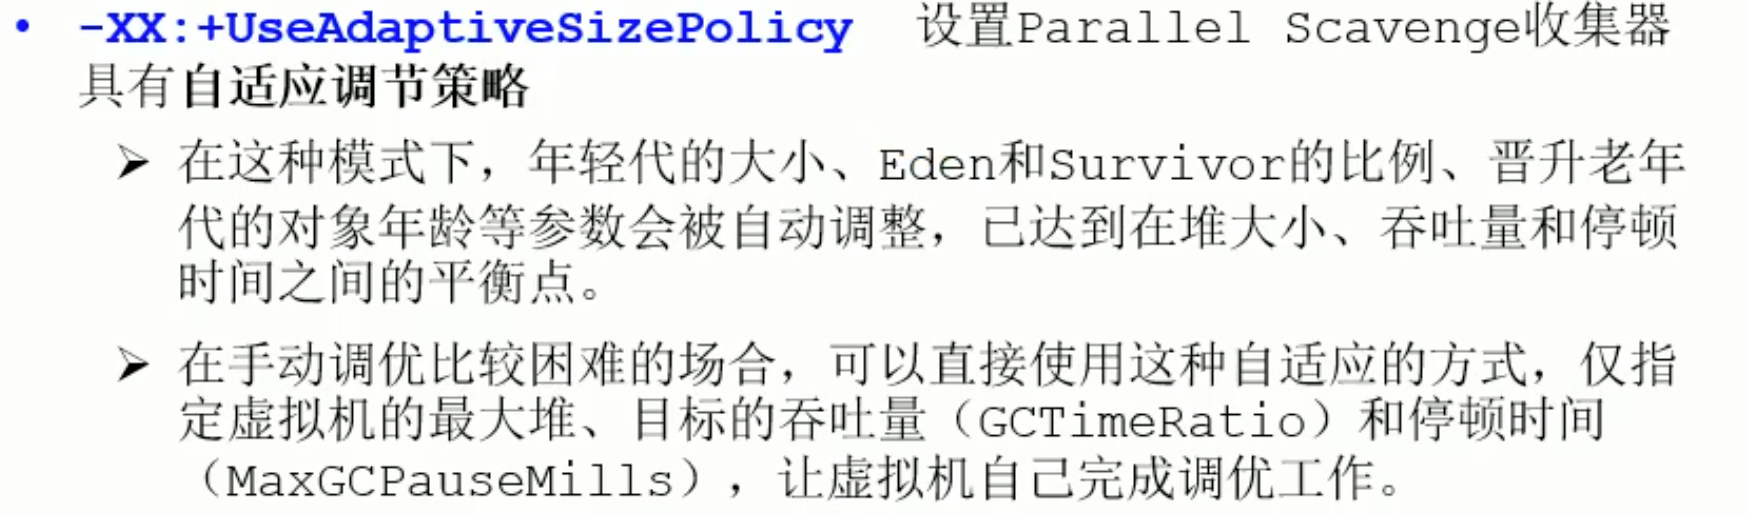 • -XX:+UseAdaptiveSizePolicy 设置Parallel Scavenge收集器
具有自适应调节策略
➢ 在这种模式下，年轻代的大小、Eden和Survivor的比例、晋升老年
代的对象年龄等参数会被自动调整，已达到在堆大小、吞吐量和停顿
时间之间的平衡点。
➢ 在手动调优比较困难的场合，可以直接使用这种自适应的方式，仅指
定虚拟机的最大堆、目标的吞吐量（GCTimeRatio）和停顿时间
（MaxGCPauseMills），让虚拟机自己完成调优工作。